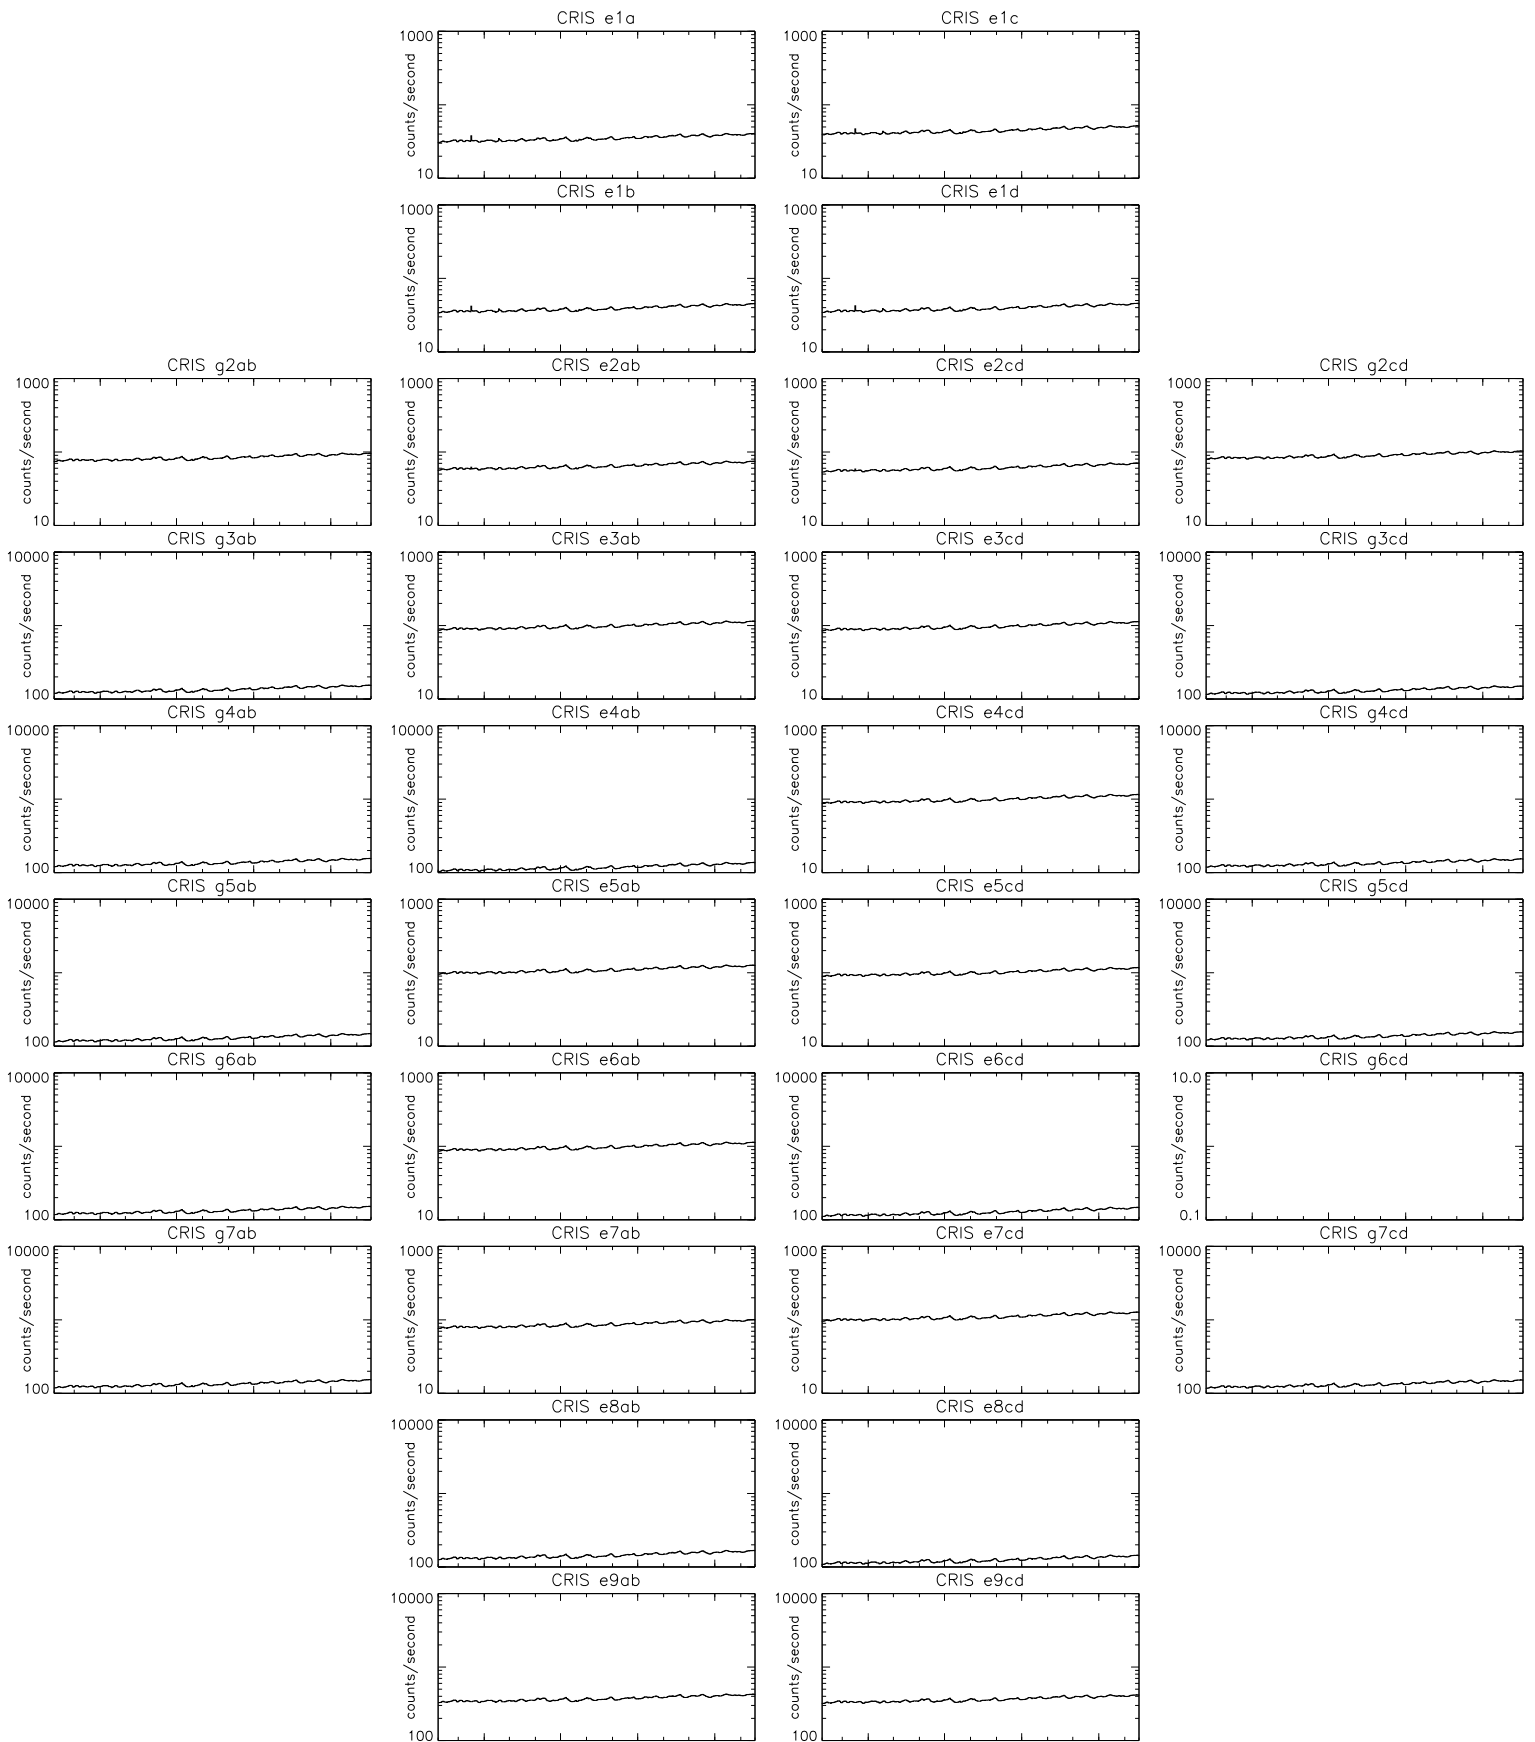 CRIS e1a
1000
counts/second
10
CRIS e1c
1000
counts/second
10
CRIS e1b
1000
counts/second
10
CRIS e1d
1000
counts/second
10
CRIS g2ab
1000
counts/second
10
CRIS e2ab
1000
counts/second
10
CRIS e2cd
1000
counts/second
10
CRIS g2cd
1000
counts/second
10
CRIS g3ab
10000
counts/second
100
CRIS e3ab
1000
counts/second
10
CRIS e3cd
1000
counts/second
10
CRIS g3cd
10000
counts/second
100
CRIS g4ab
10000
counts/second
100
CRIS e4ab
10000
counts/second
100
CRIS e4cd
1000
counts/second
10
CRIS g4cd
10000
counts/second
100
CRIS g5ab
10000
counts/second
100
CRIS e5ab
1000
counts/second
10
CRIS e5cd
1000
counts/second
10
CRIS g5cd
10000
counts/second
100
CRIS g6ab
10000
counts/second
100
CRIS e6ab
1000
counts/second
10
CRIS e6cd
10000
counts/second
100
CRIS g6cd
10.0
counts/second
0.1
CRIS g7ab
10000
counts/second
100
CRIS e7ab
1000
counts/second
10
CRIS e7cd
1000
counts/second
10
CRIS g7cd
10000
counts/second
100
CRIS e8ab
10000
counts/second
100
CRIS e8cd
10000
counts/second
100
CRIS e9ab
10000
counts/second
100
CRIS e9cd
10000
counts/second
100